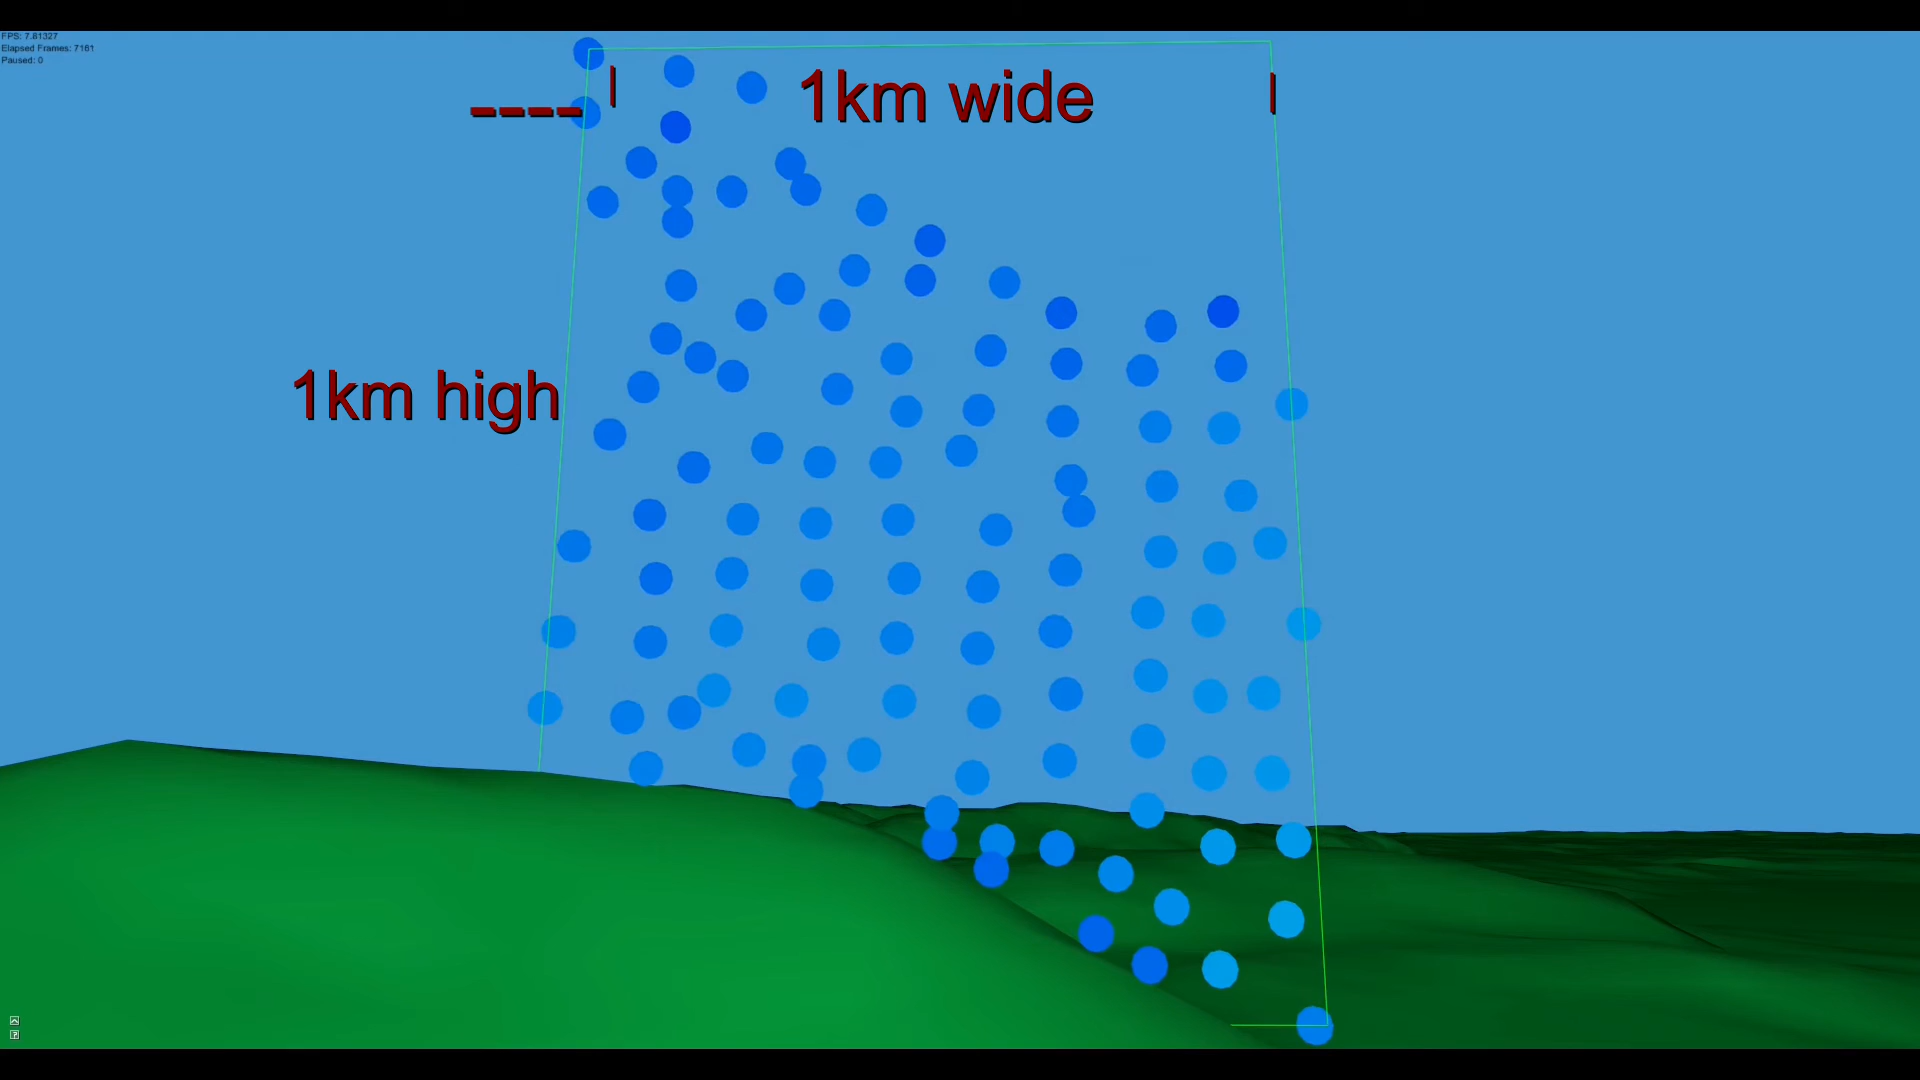 FPS: 7.81327
Elapsed Frames: 7161
Paused: 0
1km wide
1km high